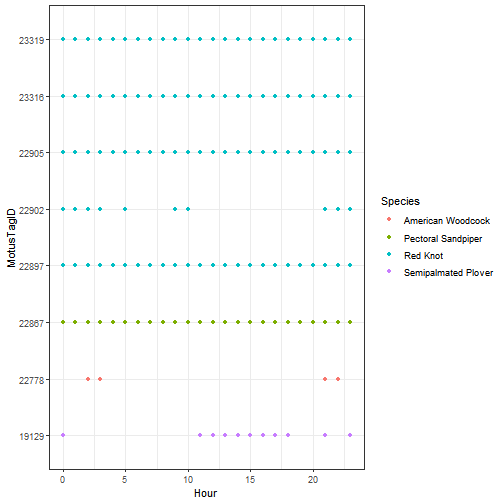 23319
23316
22905
22902
22897
22867
22778
19129
MotusTagID
0 5 10 15 20
Hour
Species
American Woodcock
Pectoral Sandpiper
Red Knot
Semipalmated Plover